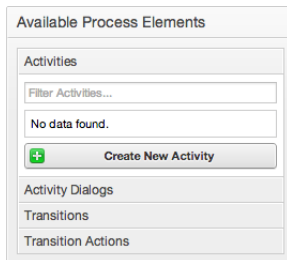 Available Process Elements
Activities
Filter Activities...
No data found.
Create New Activity
Activity Dialogs
Transitions
Transition Actions